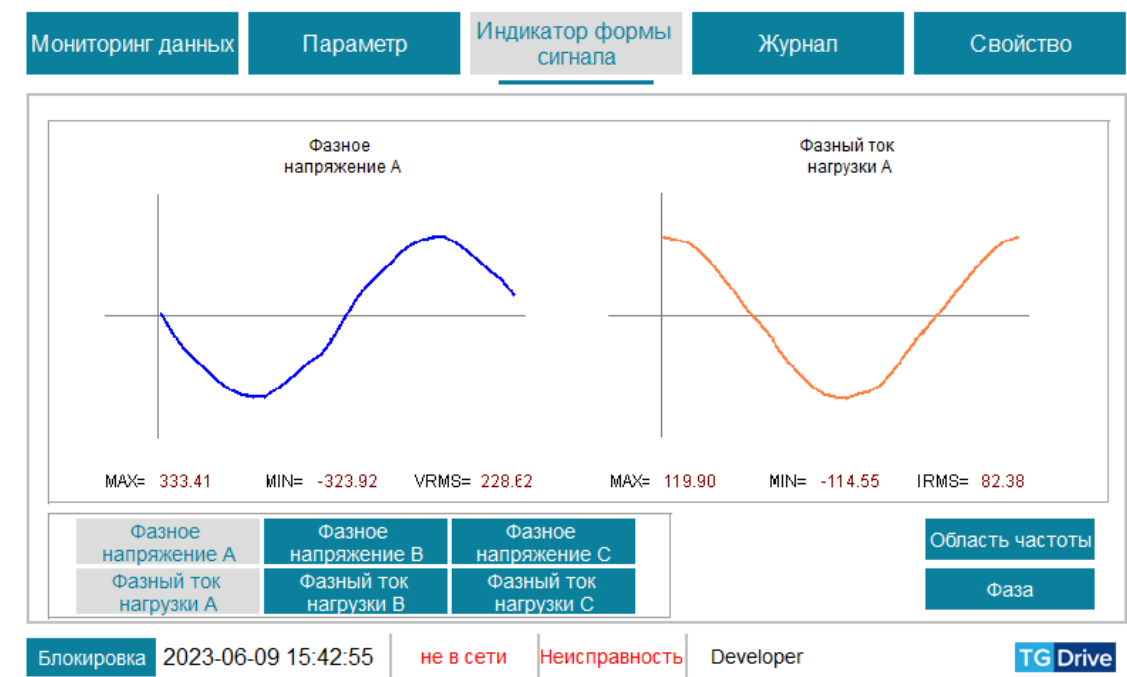 Мониторинг данных
Параметр
Индикатор формы
сигнала
Журнал
Свойство
Фазное
напряжение А
Фазный ток
нагрузки А
MAX= 333.41 MIN= -323.92 VRMS= 228.62
MAX= 119.90 MIN= -114.55 IRMS= 82.38
Фазное
напряжение А
Фазное
напряжение В
Фазное
напряжение С
Фазный ток
нагрузки А
Фазный ток
нагрузки В
Фазный ток
нагрузки С
Область частоты
Фаза
Блокировка 2023-06-09 15:42:55 не в сети Неисправность Developer TG Drive